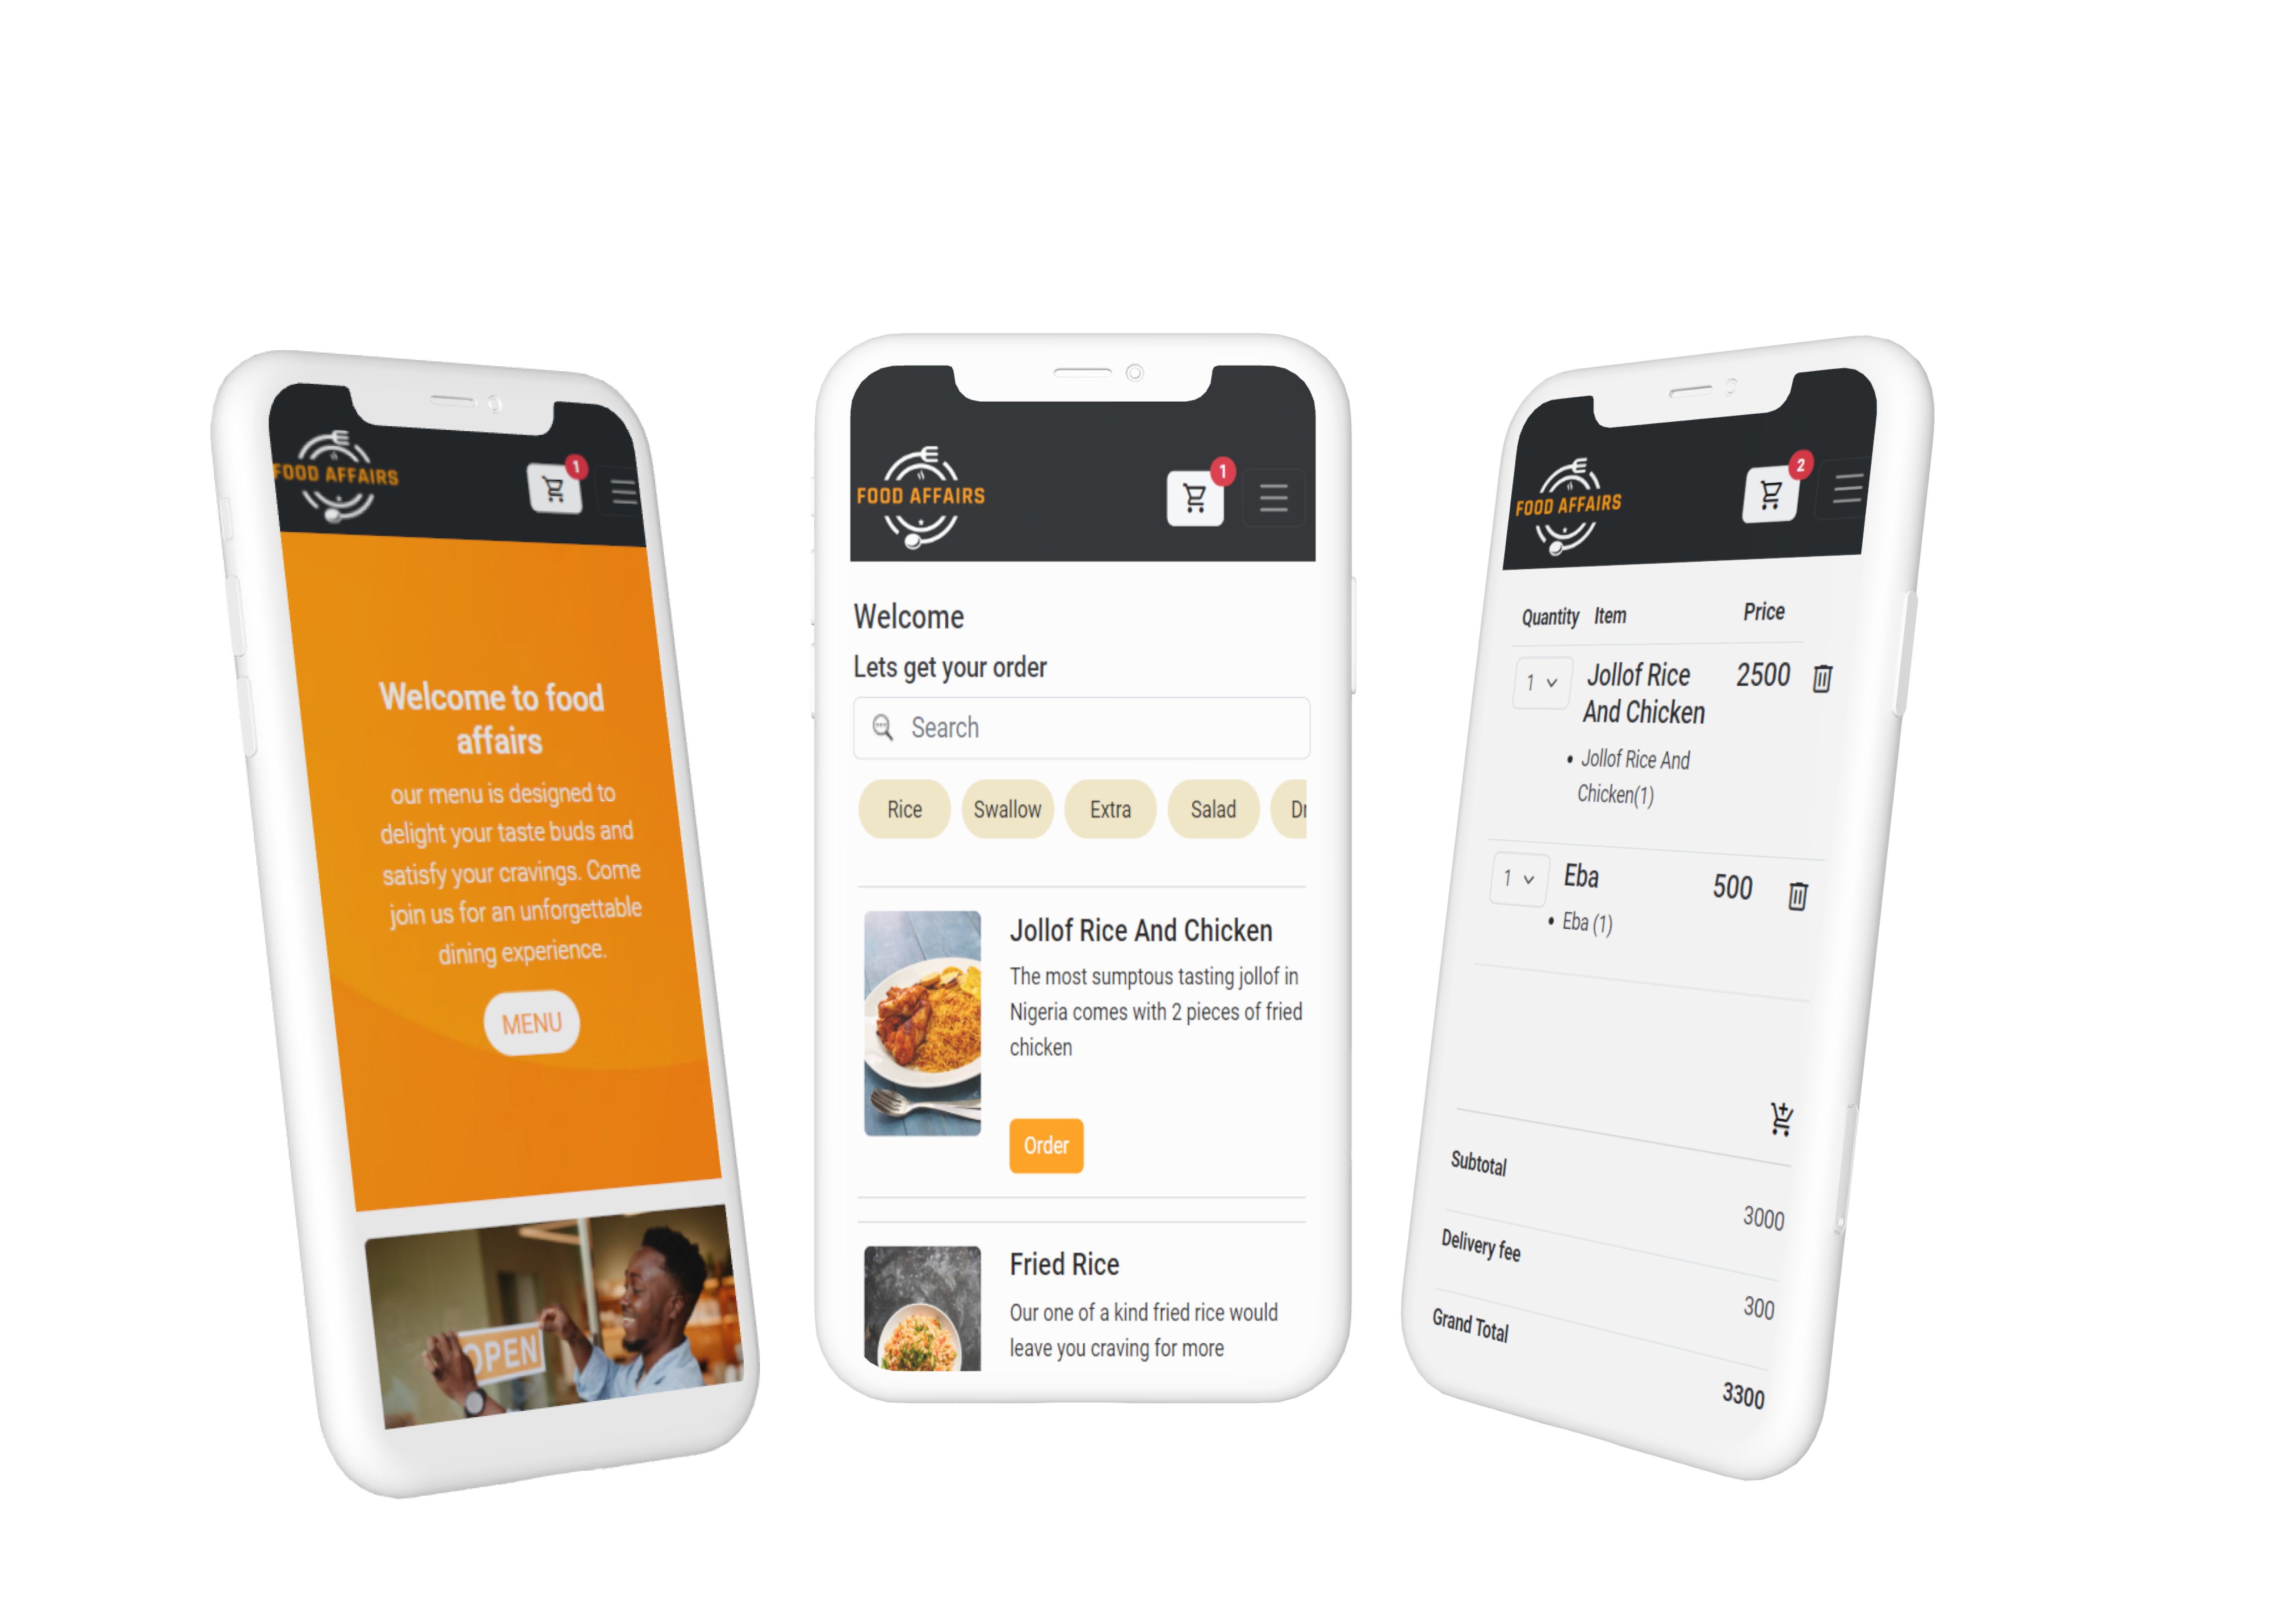 FOOD AFFAIRS
1
Welcome to food
affairs
our menu is designed to
delight your taste buds and
satisfy your cravings. Come
join us for an unforgettable
dining experience.
MENU
OPEN
FOOD AFFAIRS
1
Welcome
Lets get your order
Search
Rice Swallow Extra Salad Dr
Jollof Rice And Chicken
The most sumptous tasting jollof in
Nigeria comes with 2 pieces of fried
chicken
Order
Fried Rice
Our one of a kind fried rice would
leave you craving for more
FOOD AFFAIRS
2
Quantity Item Price
1 Jollof Rice 2500
And Chicken
• Jollof Rice And
Chicken(1)
1 Eba 500
• Eba (1)
Subtotal
3000
Delivery fee
300
Grand Total
3300